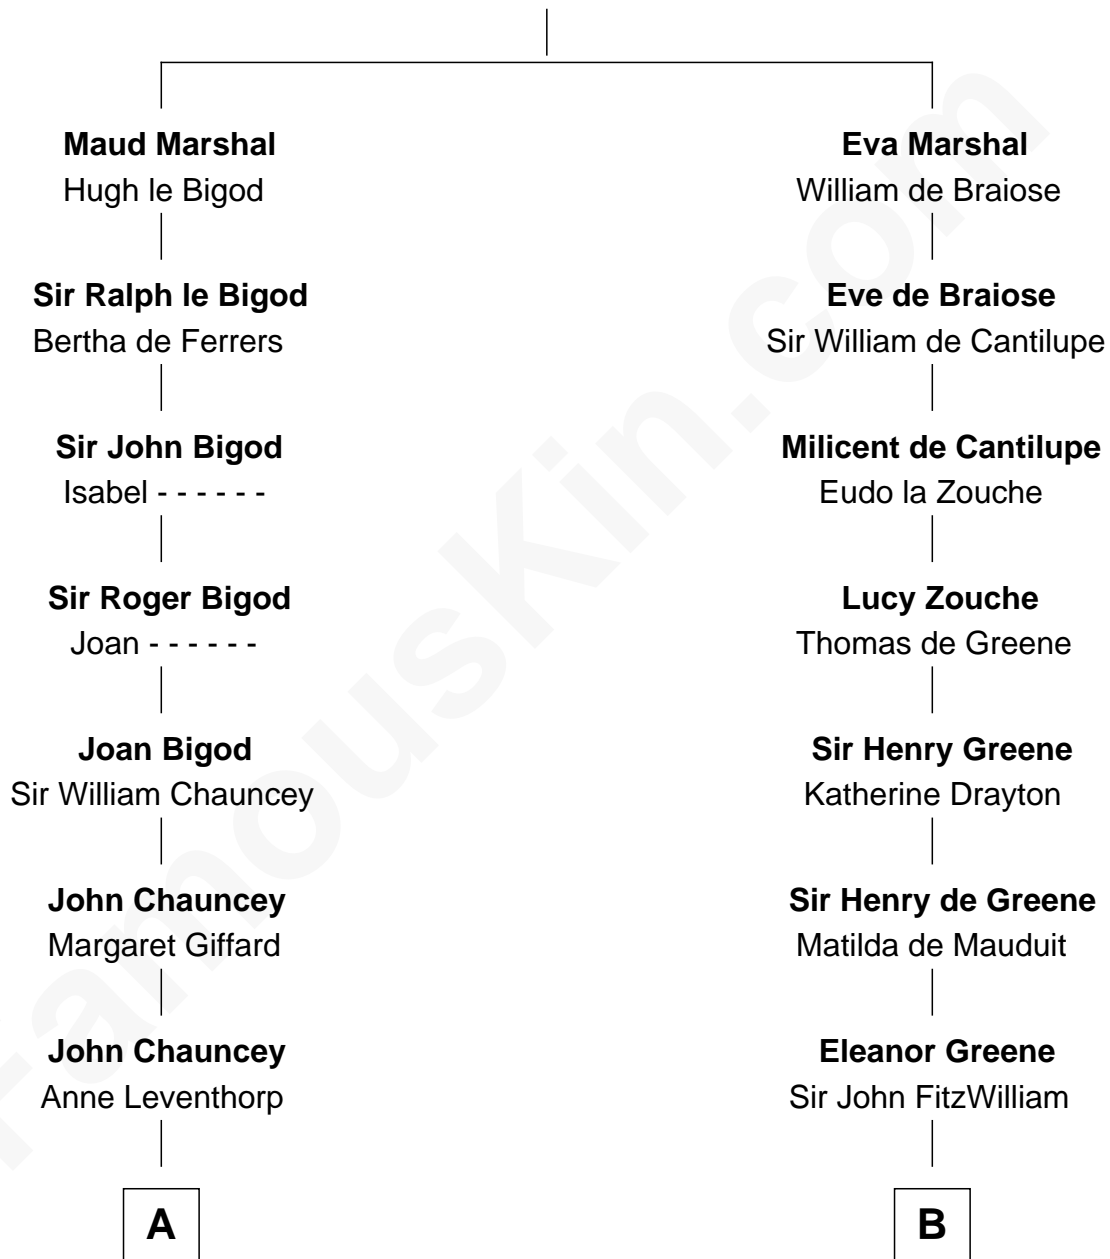 Maud Marshal
Hugh le Bigod
Sir Ralph le Bigod
Bertha de Ferrers
Sir John Bigod
Isabel - - - - - -
Sir Roger Bigod
Joan - - - - - -
Joan Bigod
Sir William Chauncey
John Chauncey
Margaret Giffard
John Chauncey
Anne Leventhorp
A
Eva Marshal
William de Braiose
Eve de Braiose
Sir William de Cantilupe
Milicent de Cantilupe
Eudo la Zouche
Lucy Zouche
Thomas de Greene
Sir Henry Greene
Katherine Drayton
Sir Henry de Greene
Matilda de Mauduit
Eleanor Greene
Sir John FitzWilliam
B
FamousKin.com